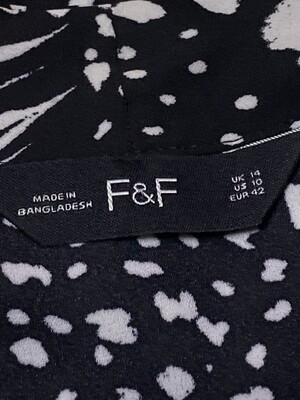 MADE IN
BANGLADESH
F&F
UK 14
US 10
EUR 42